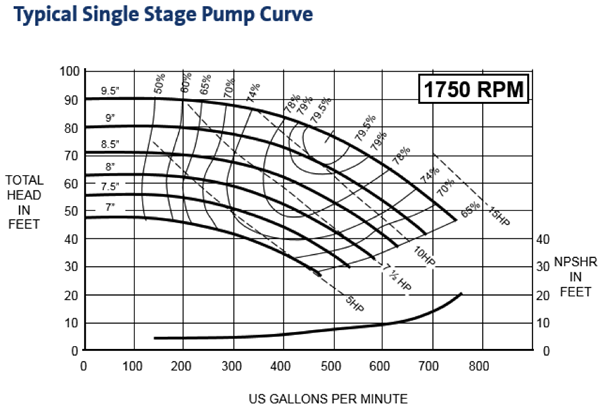 Typical Single Stage Pump Curve
1750 RPM
50% 60% 65% 70% 74% 78% 79% 79.5% 79.5% 79% 78% 74% 70% 65%
100
90
80
70
60
50
40
30
20
10
0
TOTAL
HEAD
IN
FEET
9.5"
9"
8.5"
8"
7.5"
7"
5HP
7 ½ HP
10HP
15HP
40
30
20
10
0
NPSHR
IN
FEET
0 100 200 300 400 500 600 700 800
US GALLONS PER MINUTE